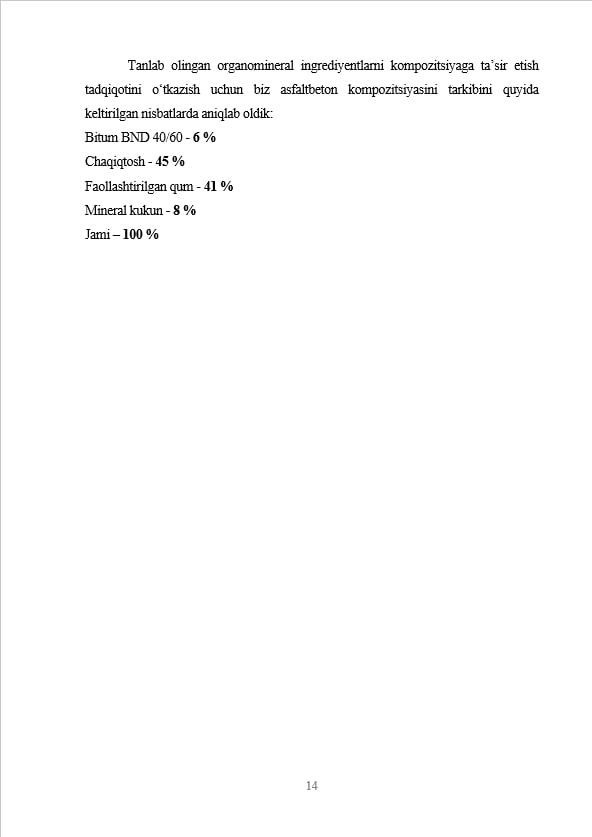 Tanlab olingan organomineral ingrediyentlarni kompozitsiyaga ta’sir etish
tadqiqotini o‘tkazish uchun biz asfaltbeton kompozitsiyasini tarkibini quyida
keltirilgan nisbatlarda aniqlab oldik:
Bitum BND 40/60 - 6 %
Chaqiqtosh - 45 %
Faollashtirilgan qum - 41 %
Mineral kukun - 8 %
Jami – 100 %
14